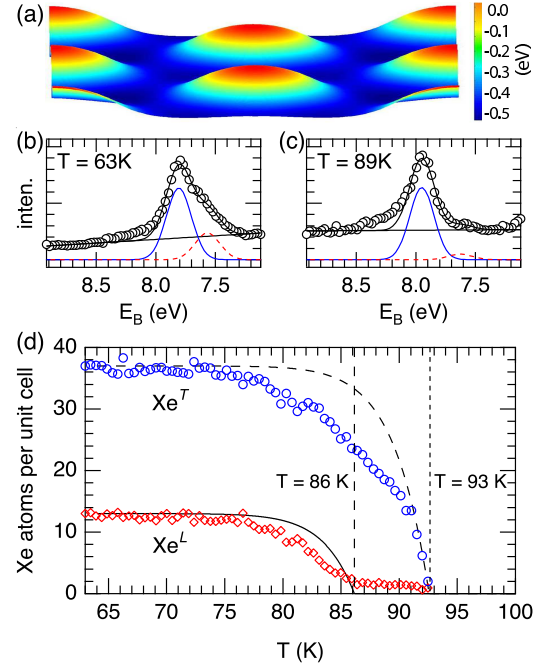 (a)
0.0
-0.1
-0.2
-0.3
-0.4
-0.5
(eV)
(b)
T = 63K
(c)
T = 89K
inten.
8.5 8.0 7.5
8.5 8.0 7.5
E_B (eV)
E_B (eV)
(d)
40
30
20
10
0
Xe atoms per unit cell
Xe^T
T = 86 K
T = 93 K
Xe^L
65 70 75 80 85 90 95 100
T (K)